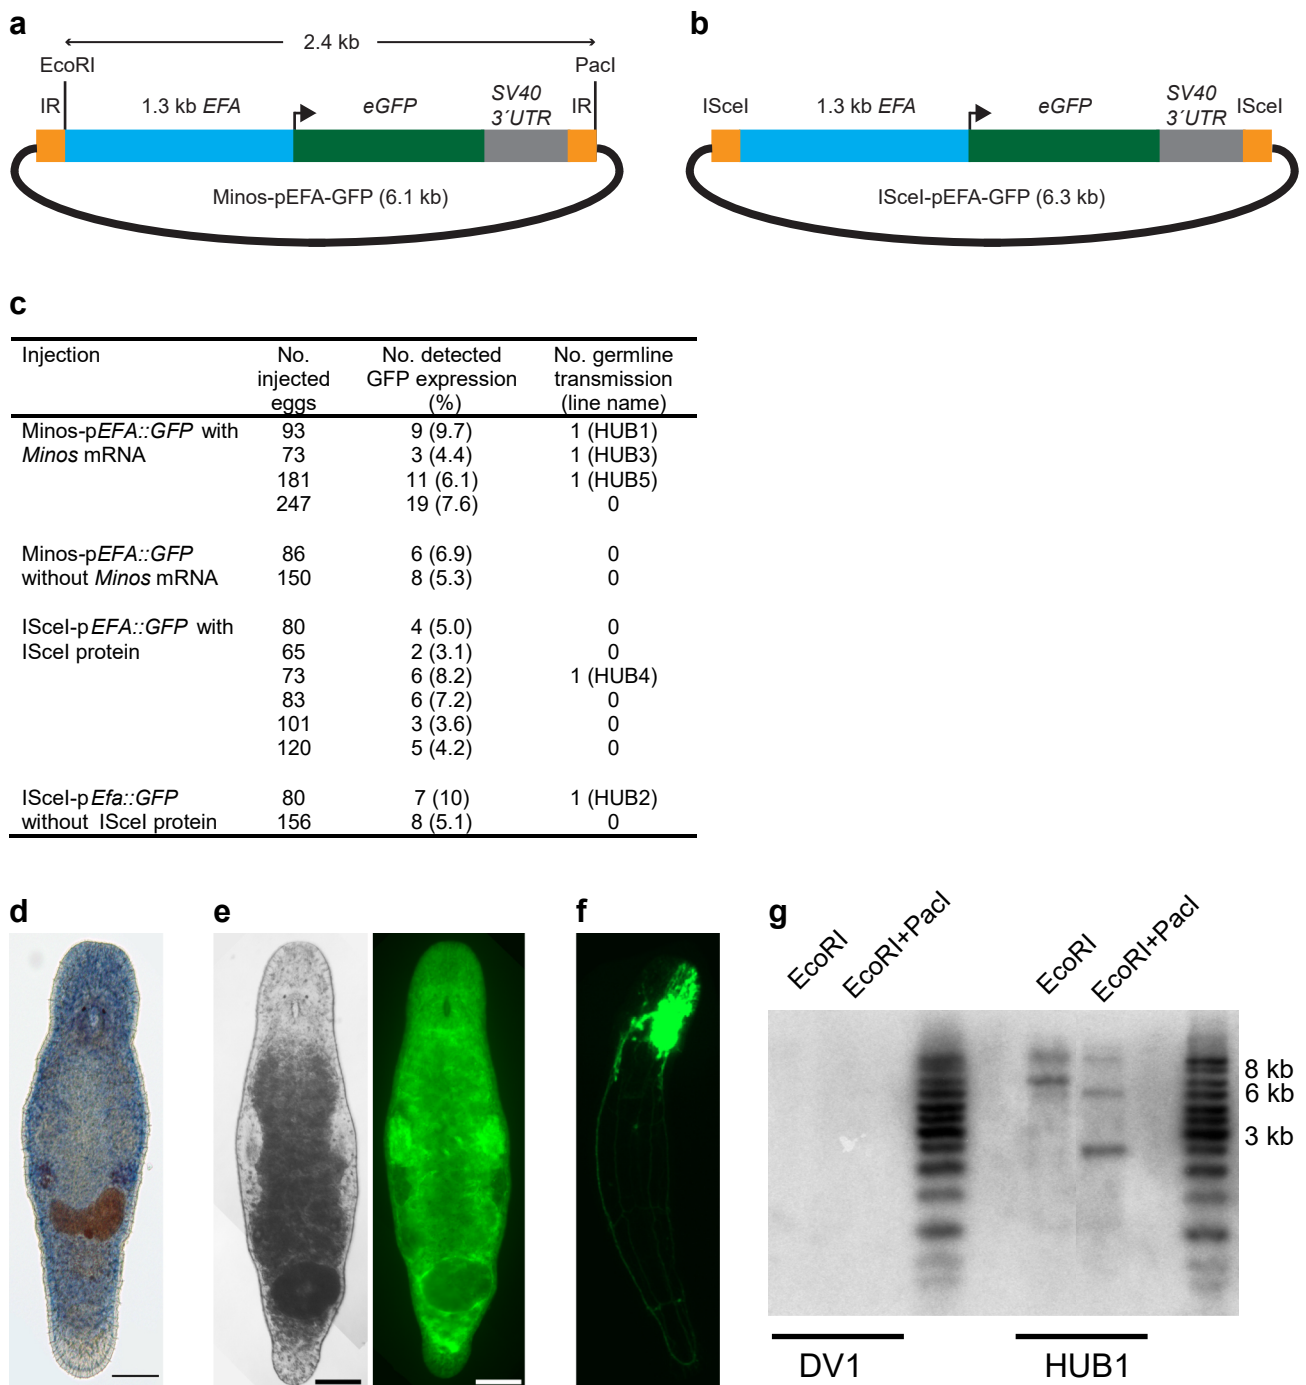 a
2.4 kb
EcoRI
PacI
IR
1.3 kb EFA
eGFP
SV40
3´UTR
IR
Minos-pEFA-GFP (6.1 kb)
b
ISceI
1.3 kb EFA
eGFP
SV40
3´UTR
ISceI
ISceI-pEFA-GFP (6.3 kb)
c
Injection No. No. detected No. germline
injected GFP expression transmission
eggs (%) (line name)
Minos-pEFA::GFP with 93 9 (9.7) 1 (HUB1)
Minos mRNA 73 3 (4.4) 1 (HUB3)
181 11 (6.1) 1 (HUB5)
247 19 (7.6) 0
Minos-pEFA::GFP 86 6 (6.9) 0
without Minos mRNA 150 8 (5.3) 0
ISceI-pEFA::GFP with 80 4 (5.0) 0
ISceI protein 65 2 (3.1) 0
73 6 (8.2) 1 (HUB4)
83 6 (7.2) 0
101 3 (3.6) 0
120 5 (4.2) 0
ISceI-pEfa::GFP 80 7 (10) 1 (HUB2)
without ISceI protein 156 8 (5.1) 0
d
e
f
g
EcoRI
EcoRI+PacI
EcoRI
EcoRI+PacI
8 kb
6 kb
3 kb
DV1
HUB1